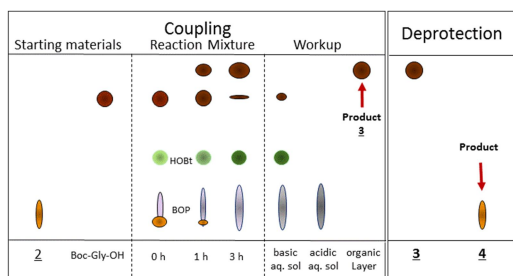 Coupling
Deprotection
Starting materials
Reaction Mixture
Workup
Product
3
Product
HOBt
BOP
2
Boc-Gly-OH
0 h
1 h
3 h
basic
aq. sol
acidic
aq. sol
organic
Layer
3
4